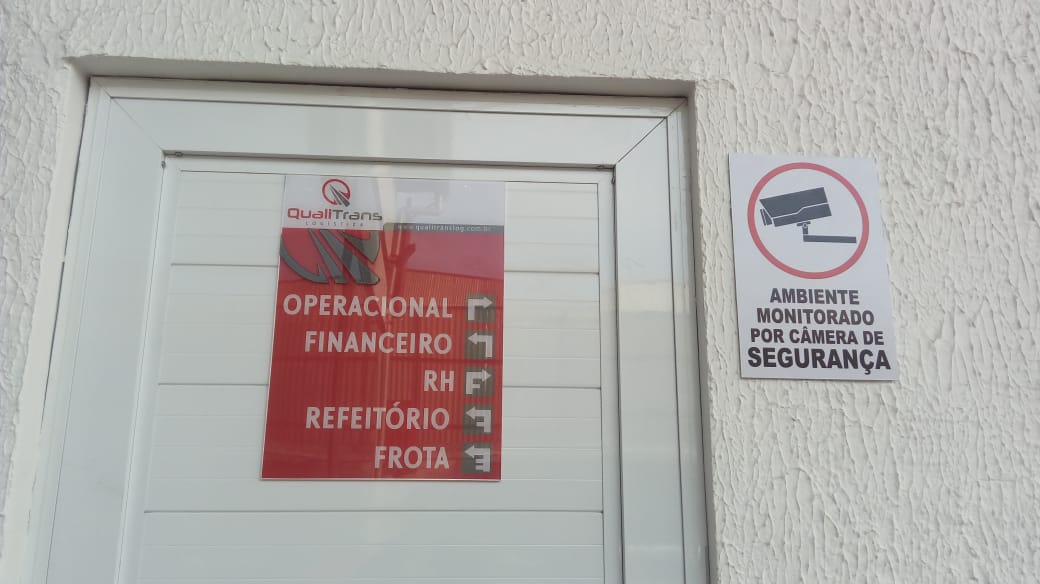 QualiTrans
LOGÍSTICA
www.qualitranslog.com.br
OPERACIONAL
FINANCEIRO
RH
REFEITÓRIO
FROTA
AMBIENTE
MONITORADO
POR CÂMERA DE
SEGURANÇA